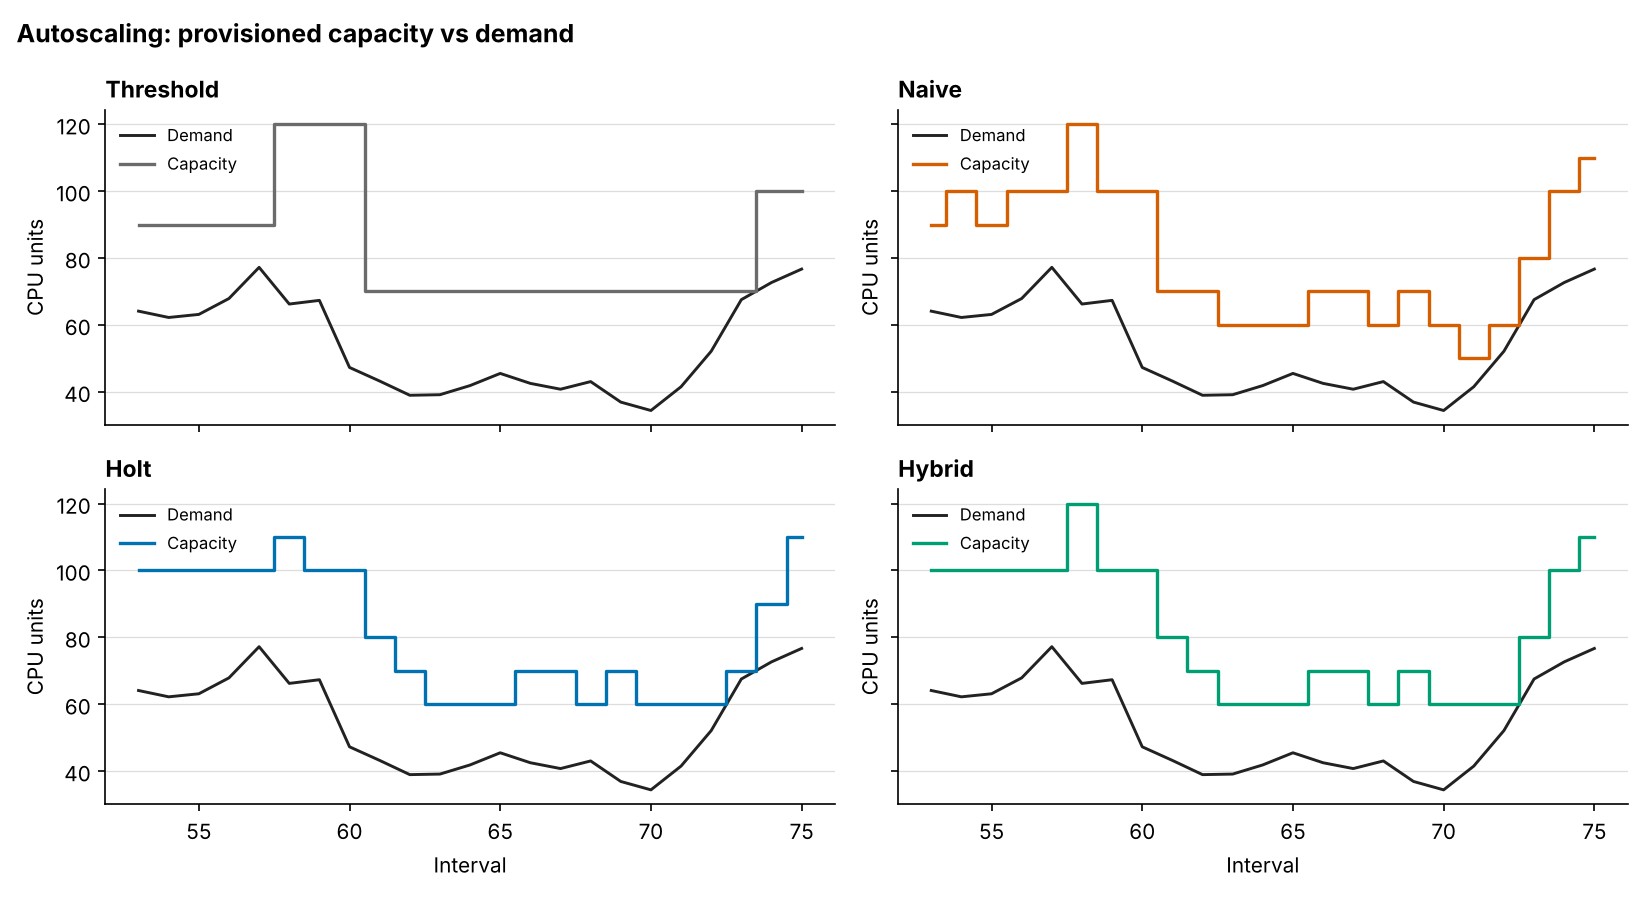 Autoscaling: provisioned capacity vs demand
Threshold
CPU units
120
100
80
60
40
Demand
Capacity
Naive
CPU units
Demand
Capacity
Holt
CPU units
120
100
80
60
40
Demand
Capacity
55 60 65 70 75
Interval
Hybrid
CPU units
Demand
Capacity
55 60 65 70 75
Interval